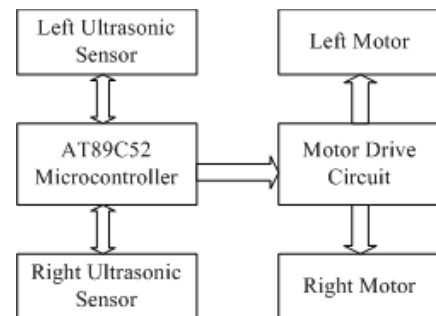 Left Ultrasonic
Sensor
Left Motor
AT89C52
Microcontroller
Motor Drive
Circuit
Right Ultrasonic
Sensor
Right Motor